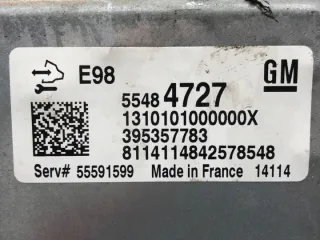 E98
GM
5548 4727
1310101000000X
395357783
8114114842578548
Serv# 55591599 Made in France 14114